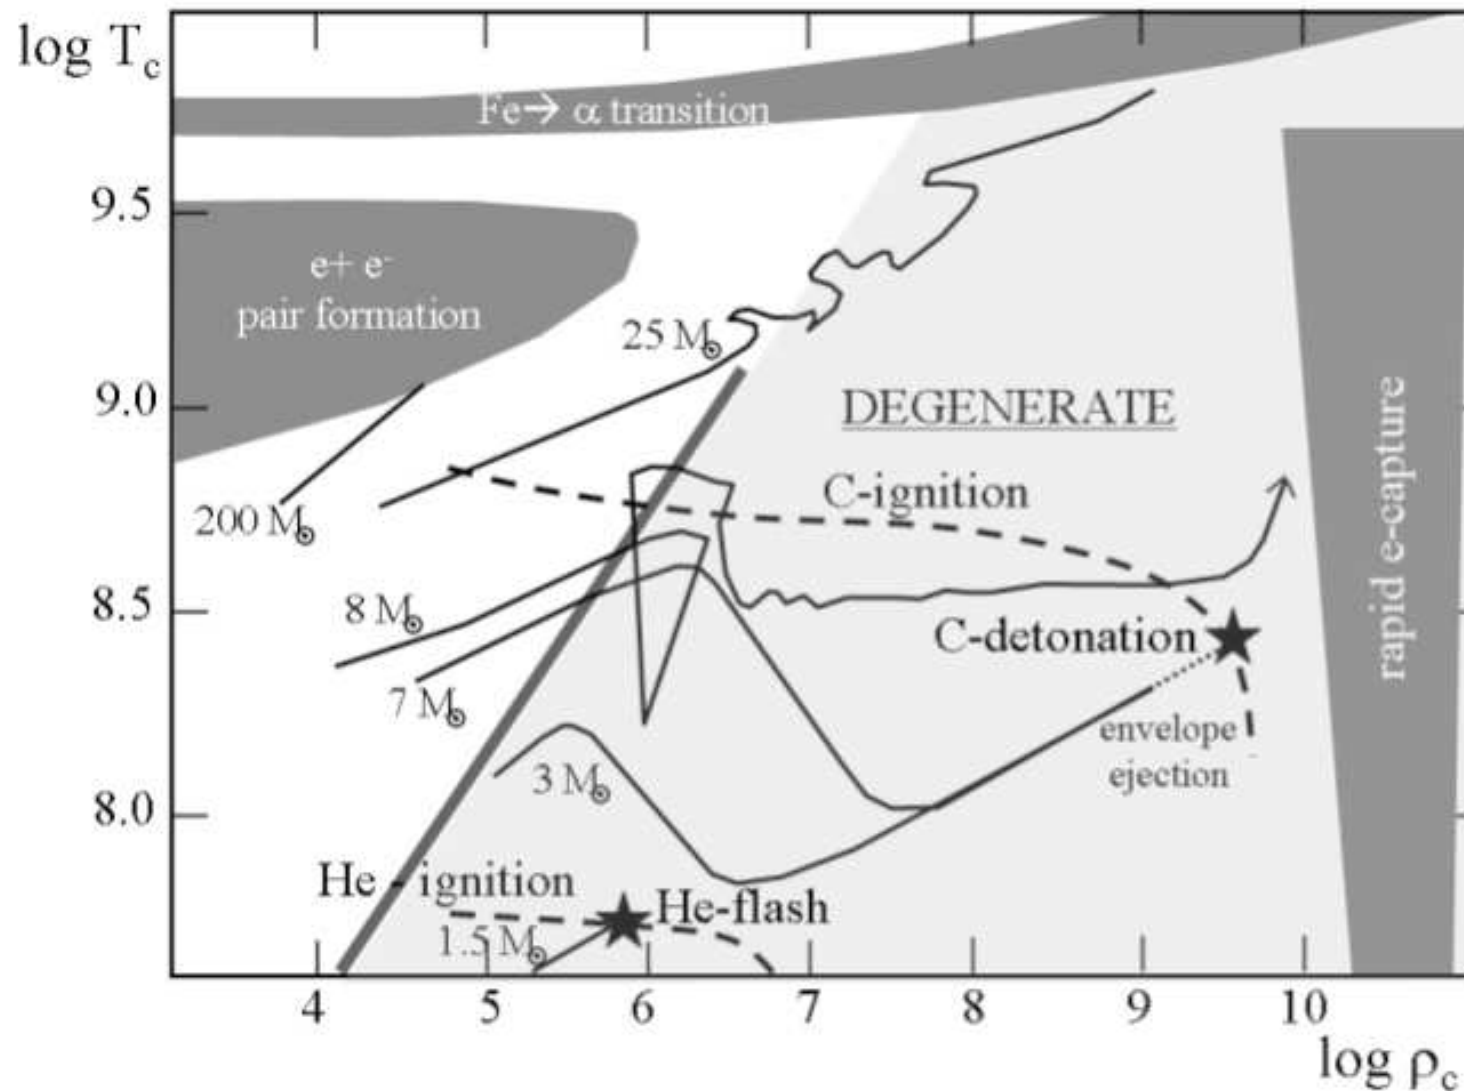 log T_c
Fe→ α transition
9.5
e+ e⁻
pair formation
25 M☉
9.0
DEGENERATE
C-ignition
200 M☉
rapid e-capture
8.5
8 M☉
C-detonation
7 M☉
envelope
ejection
3 M☉
8.0
He - ignition
He-flash
1.5 M☉
4 5 6 7 8 9 10
log ρ_c